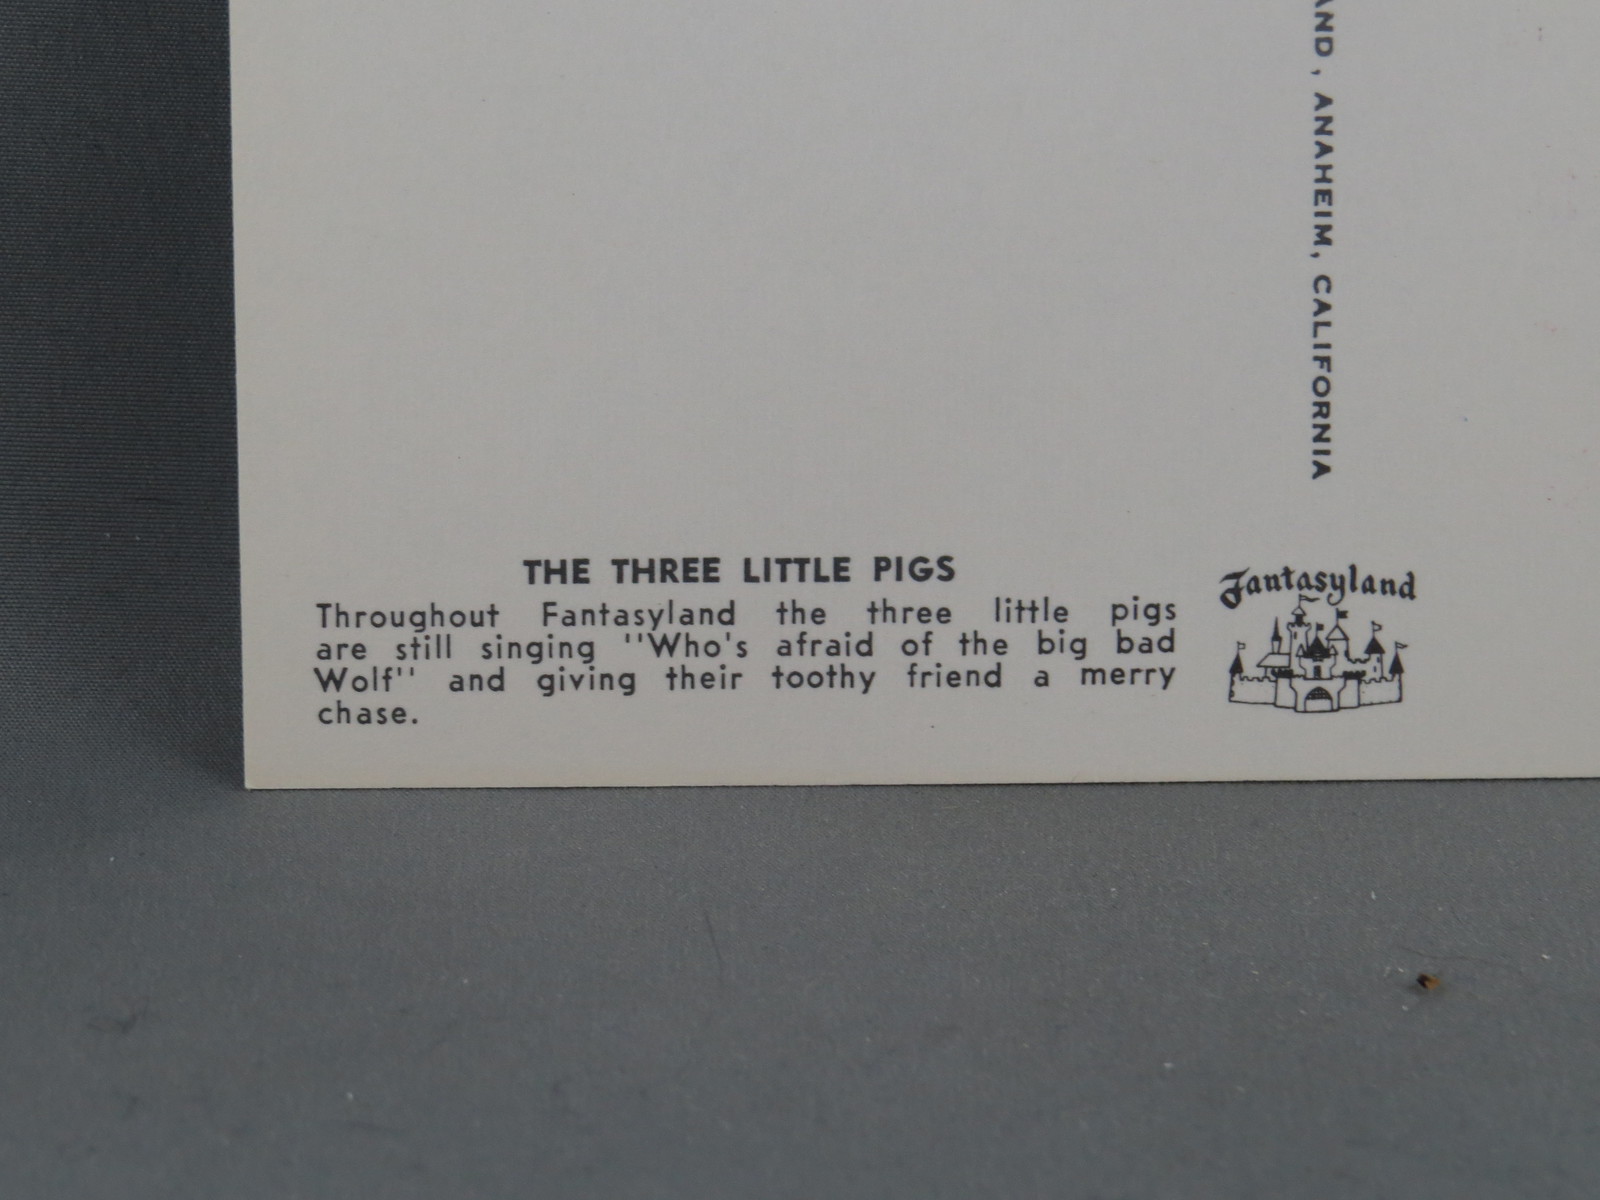 AND, ANAHEIM, CALIFORNIA
THE THREE LITTLE PIGS
Throughout Fantasyland the three little pigs
are still singing "Who's afraid of the big bad
Wolf" and giving their toothy friend a merry
chase.
Fantasyland